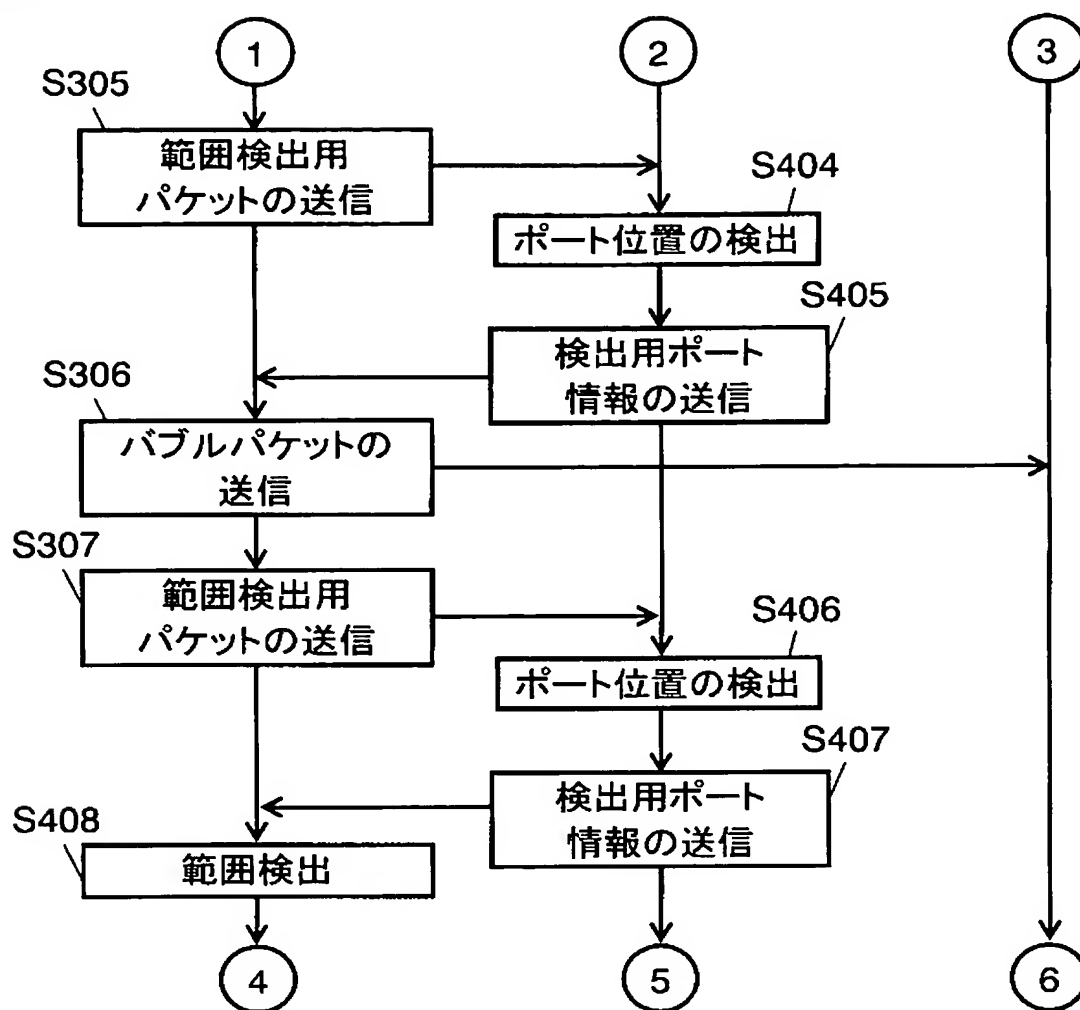 1
2
3
S305
範囲検出用
パケットの送信
S404
ポート位置の検出
S405
検出用ポート
情報の送信
S306
バブルパケットの
送信
S307
範囲検出用
パケットの送信
S406
ポート位置の検出
S407
検出用ポート
情報の送信
S408
範囲検出
4
5
6